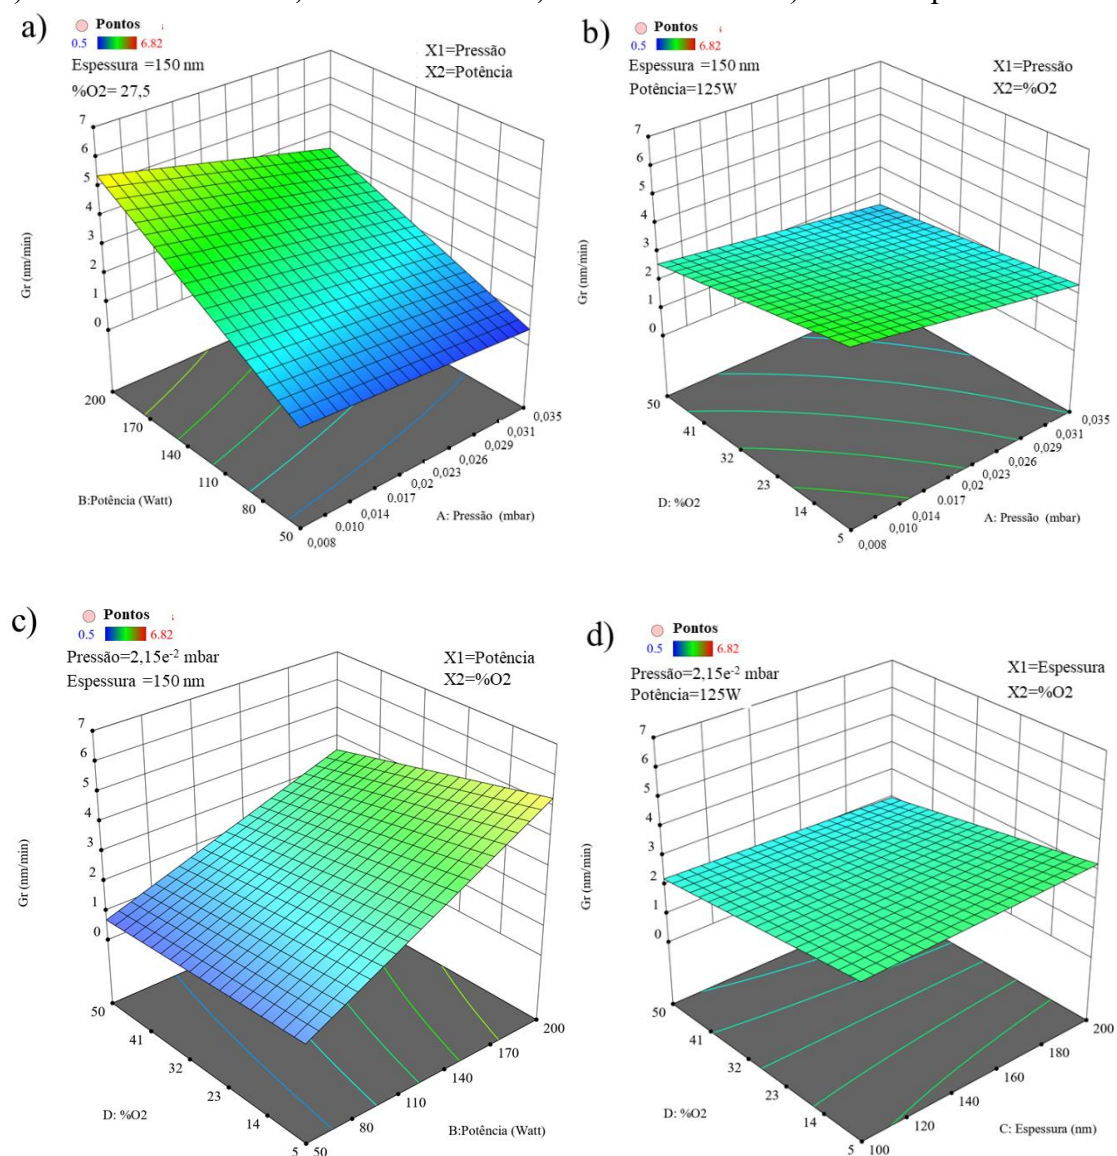 a)
Pontos
0.5 6.82
Espessura =150 nm
%O2= 27,5
X1=Pressão
X2=Potência
7
6
5
4
3
2
1
0
Gr (nm/min)
200
170
140
110
80
50
B:Potência (Watt)
0,008
0,010
0,014
0,017
0,02
0,023
0,026
0,029
0,031
0,035
A: Pressão (mbar)
b)
Pontos
0.5 6.82
Espessura =150 nm
Potência=125W
X1=Pressão
X2=%O2
7
6
5
4
3
2
1
0
Gr (nm/min)
50
41
32
23
14
5
D: %O2
0,008
0,010
0,014
0,017
0,02
0,023
0,026
0,029
0,031
0,035
A: Pressão (mbar)
c)
Pontos
0.5 6.82
Pressão=2,15e-2 mbar
Espessura =150 nm
X1=Potência
X2=%O2
7
6
5
4
3
2
1
0
Gr (nm/min)
50
41
32
23
14
5
D: %O2
50
80
110
140
170
200
B:Potência (Watt)
d)
Pontos
0.5 6.82
Pressão=2,15e-2 mbar
Potência=125W
X1=Espessura
X2=%O2
7
6
5
4
3
2
1
0
Gr (nm/min)
50
41
32
23
14
5
D: %O2
100
120
140
160
180
200
C: Espessura (nm)